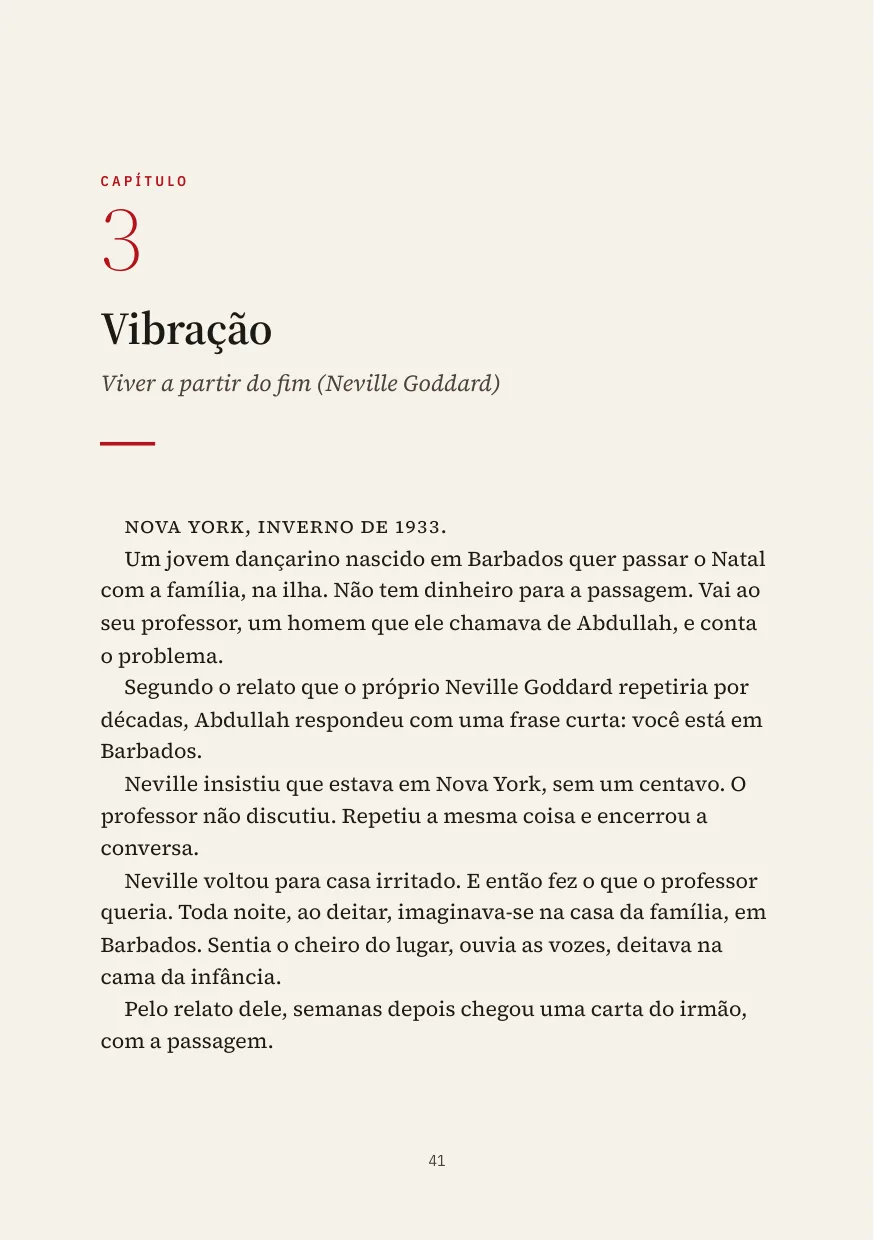 CAPÍTULO
3
Vibração
Viver a partir do fim (Neville Goddard)
NOVA YORK, INVERNO DE 1933.
Um jovem dançarino nascido em Barbados quer passar o Natal
com a família, na ilha. Não tem dinheiro para a passagem. Vai ao
seu professor, um homem que ele chamava de Abdullah, e conta
o problema.
Segundo o relato que o próprio Neville Goddard repetiria por
décadas, Abdullah respondeu com uma frase curta: você está em
Barbados.
Neville insistiu que estava em Nova York, sem um centavo. O
professor não discutiu. Repetiu a mesma coisa e encerrou a
conversa.
Neville voltou para casa irritado. E então fez o que o professor
queria. Toda noite, ao deitar, imaginava-se na casa da família, em
Barbados. Sentia o cheiro do lugar, ouvia as vozes, deitava na
cama da infância.
Pelo relato dele, semanas depois chegou uma carta do irmão,
com a passagem.
41